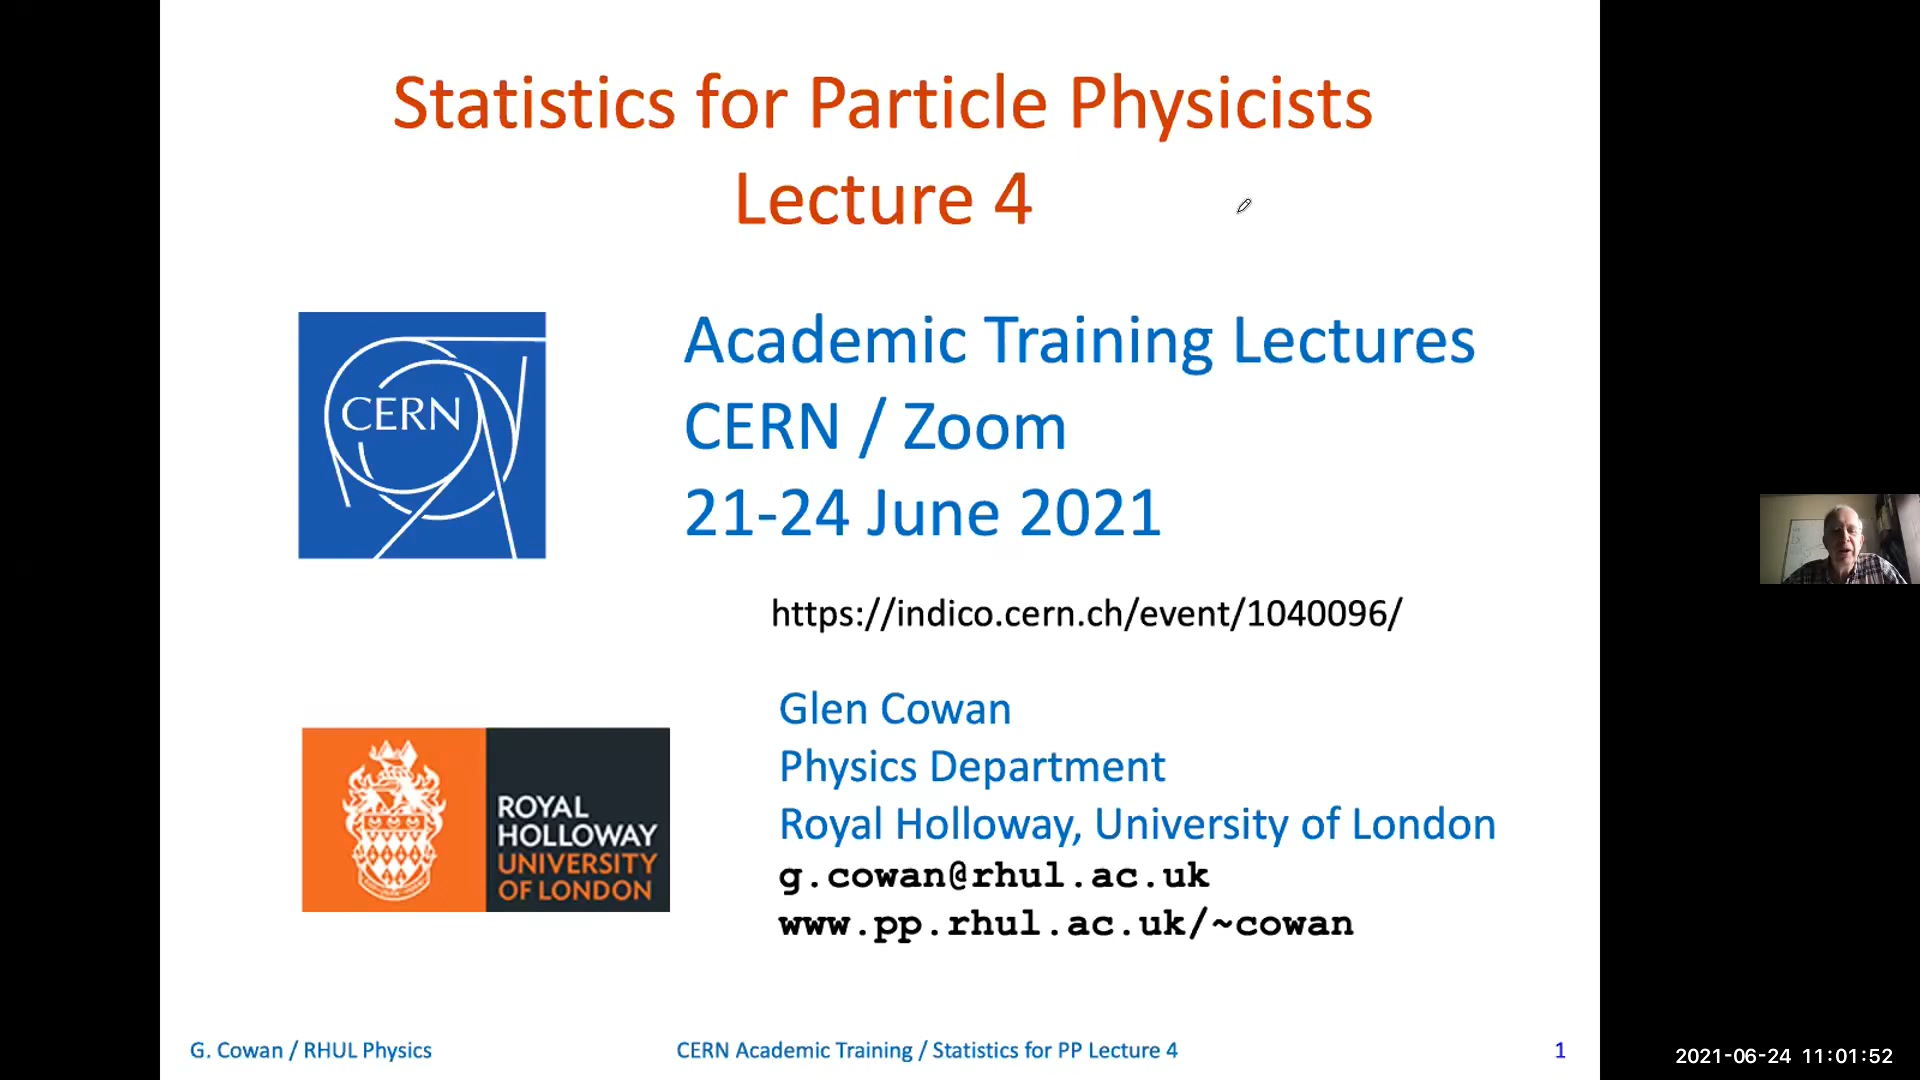 Statistics for Particle Physicists
Lecture 4
CERN
Academic Training Lectures
CERN / Zoom
21-24 June 2021
https://indico.cern.ch/event/1040096/
ROYAL
HOLLOWAY
UNIVERSITY
OF LONDON
Glen Cowan
Physics Department
Royal Holloway, University of London
g.cowan@rhul.ac.uk
www.pp.rhul.ac.uk/~cowan
G. Cowan / RHUL Physics
CERN Academic Training / Statistics for PP Lecture 4
1
2021-06-24 11:01:52